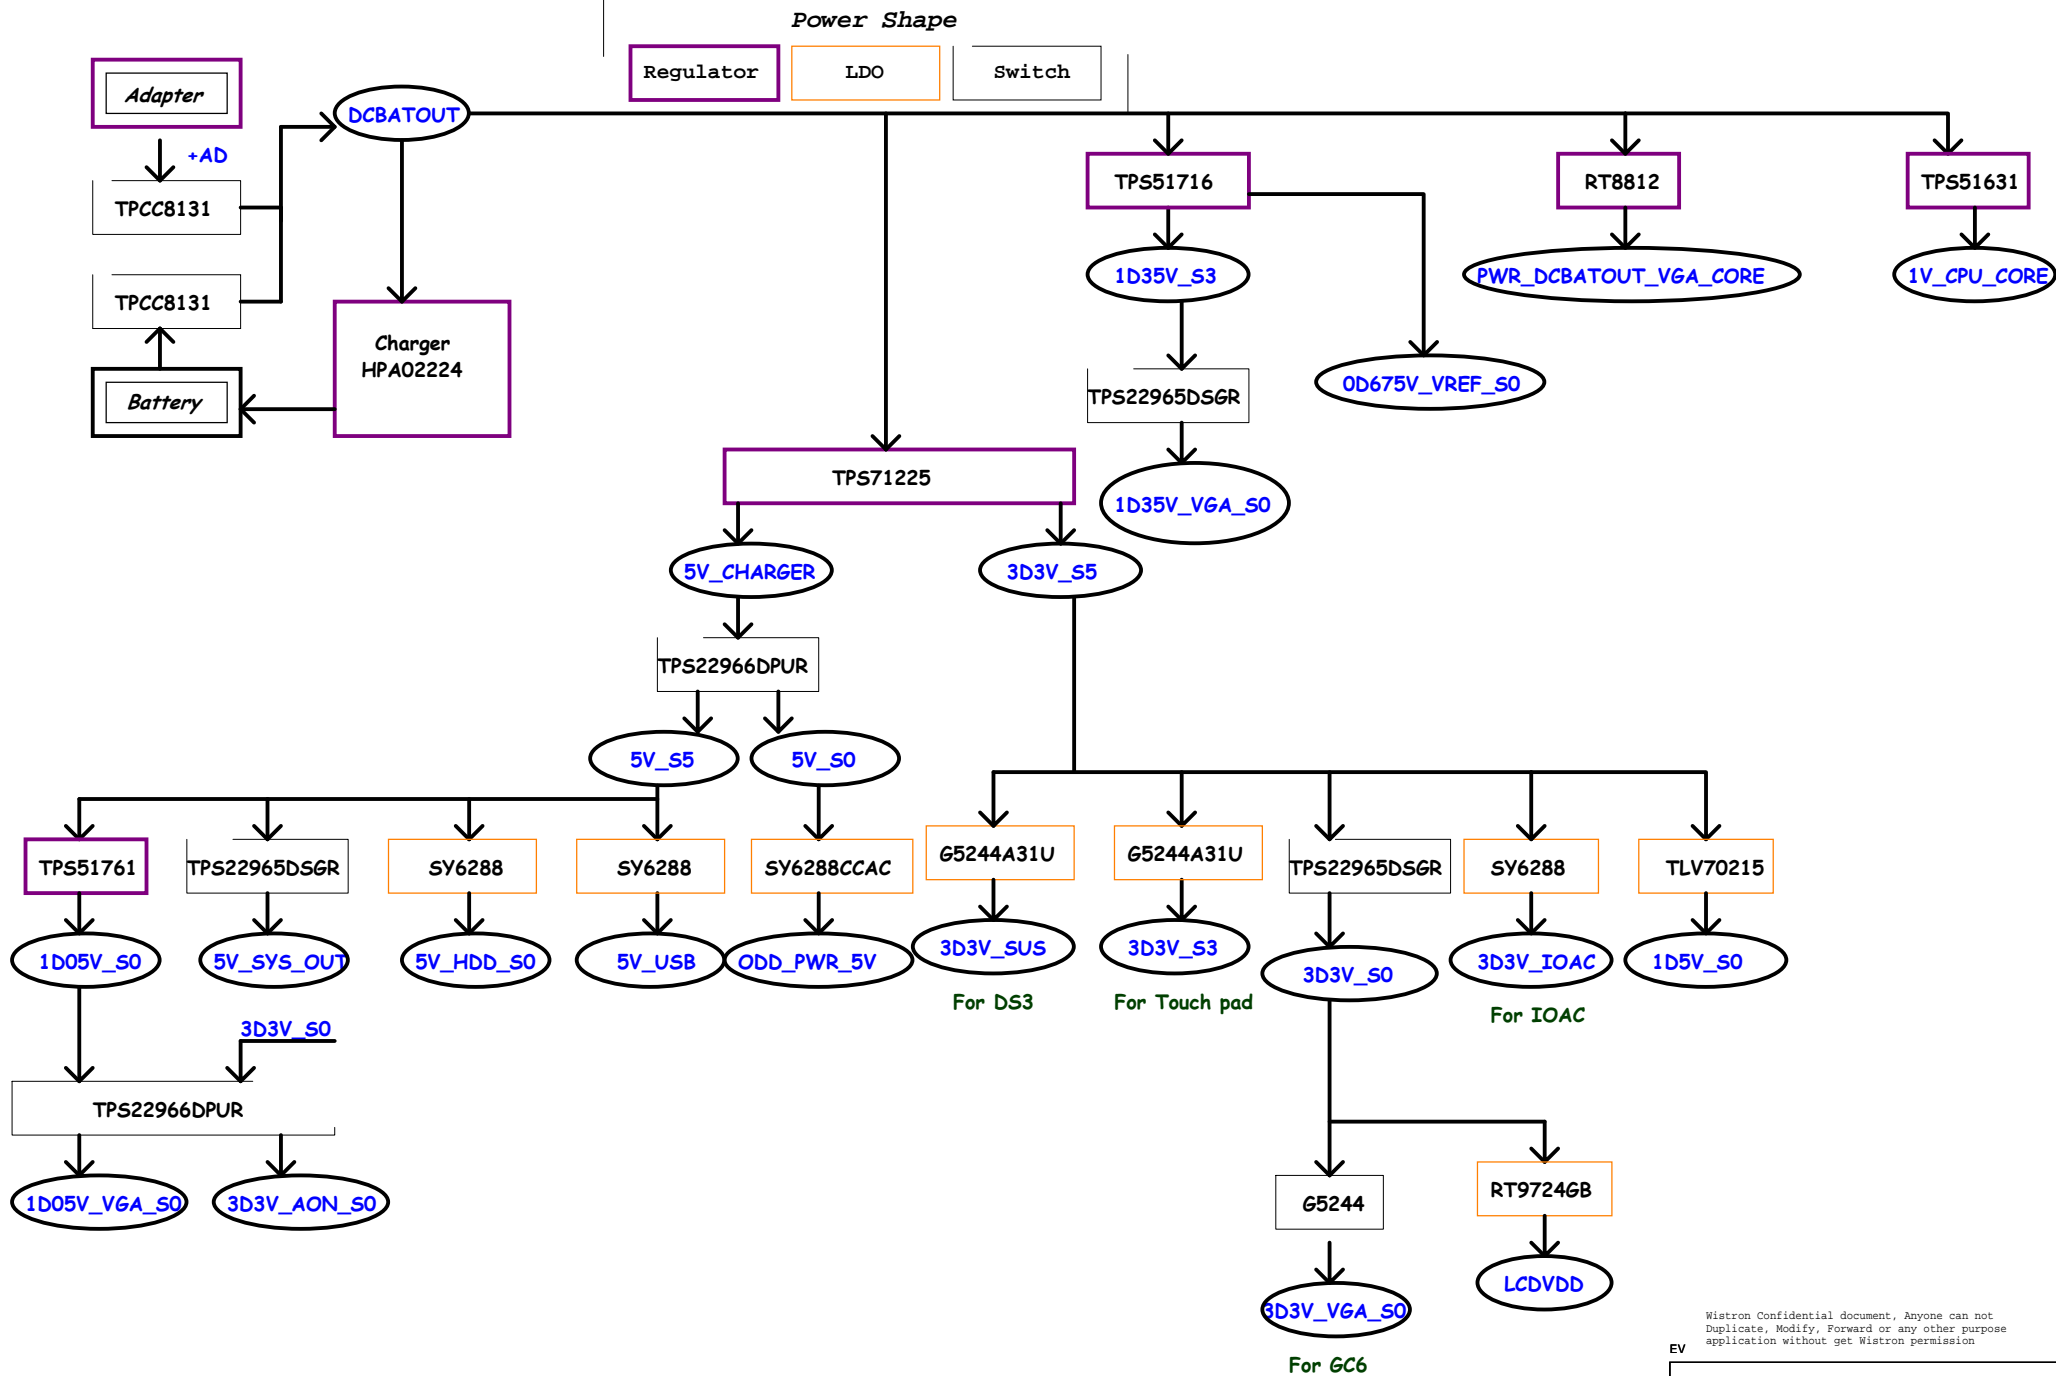 Power Shape
Regulator
LDO
Switch
Adapter
DCBATOUT
+AD
TPCC8131
TPS51716
RT8812
TPS51631
1D35V_S3
PWR_DCBATOUT_VGA_CORE
1V_CPU_CORE
TPCC8131
Charger
HPA02224
0D675V_VREF_S0
Battery
TPS22965DSGR
TPS71225
1D35V_VGA_S0
5V_CHARGER
3D3V_S5
TPS22966DPUR
5V_S5
5V_S0
TPS51761
TPS22965DSGR
SY6288
SY6288
SY6288CCAC
G5244A31U
G5244A31U
TPS22965DSGR
SY6288
TLV70215
1D05V_S0
5V_SYS_OUT
5V_HDD_S0
5V_USB
ODD_PWR_5V
3D3V_SUS
3D3V_S3
3D3V_S0
3D3V_IOAC
1D5V_S0
For DS3
For Touch pad
For IOAC
3D3V_S0
TPS22966DPUR
1D05V_VGA_S0
3D3V_AON_S0
G5244
RT9724GB
3D3V_VGA_S0
LCDVDD
For GC6
Wistron Confidential document, Anyone can not
Duplicate, Modify, Forward or any other purpose
application without get Wistron permission
EV